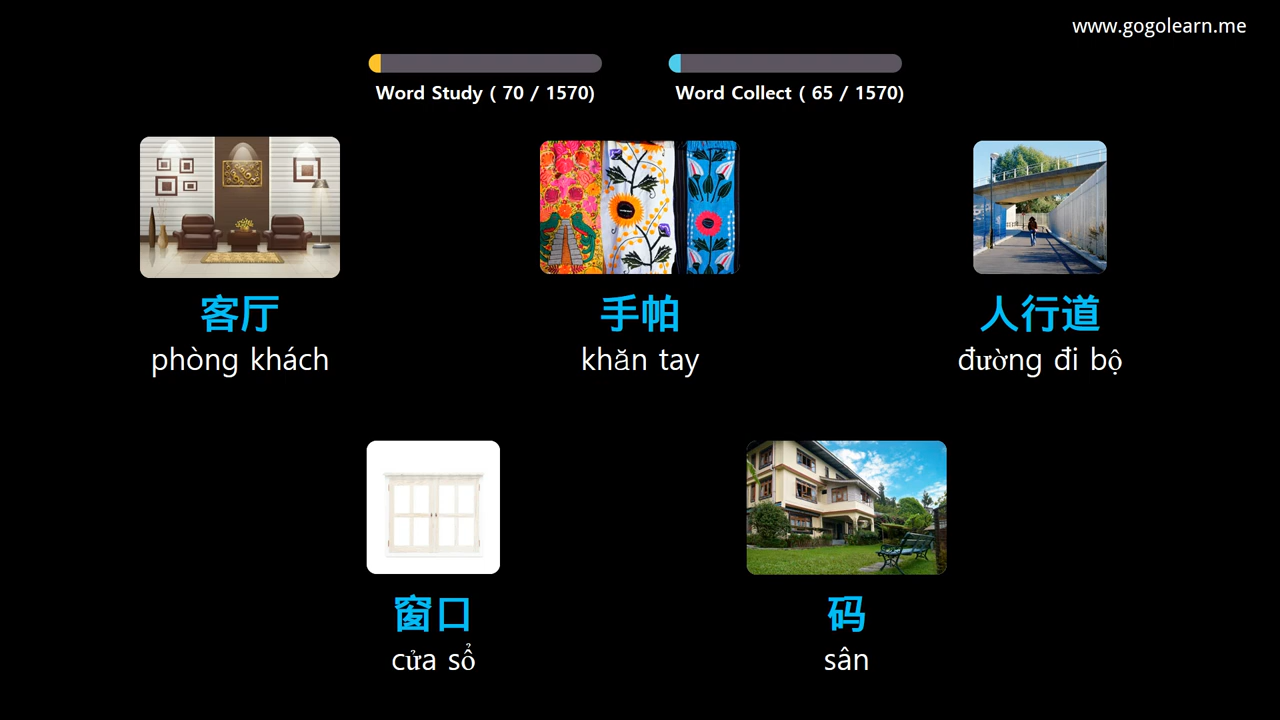 www.gogolearn.me
Word Study ( 70 / 1570)
Word Collect ( 65 / 1570)
客厅
phòng khách
手帕
khăn tay
人行道
đường đi bộ
窗口
cửa sổ
码
sân